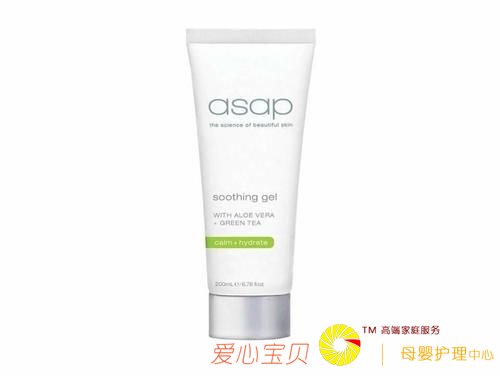 asap
the science of beautiful skin
soothing gel
WITH ALOE VERA
+ GREEN TEA
calm + hydrate
200mL℮/6.76 fl.oz
爱心宝贝
TM 高端家庭服务
母婴护理中心